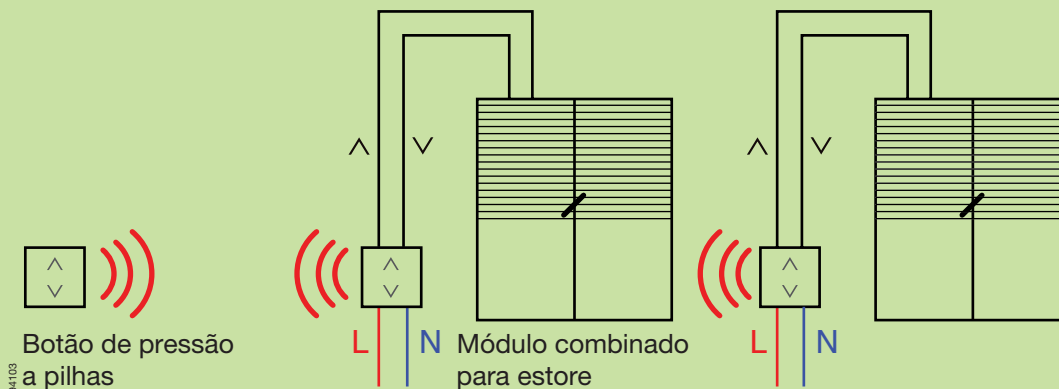 Botão de pressão
a pilhas
L N
Módulo combinado
para estore
L N